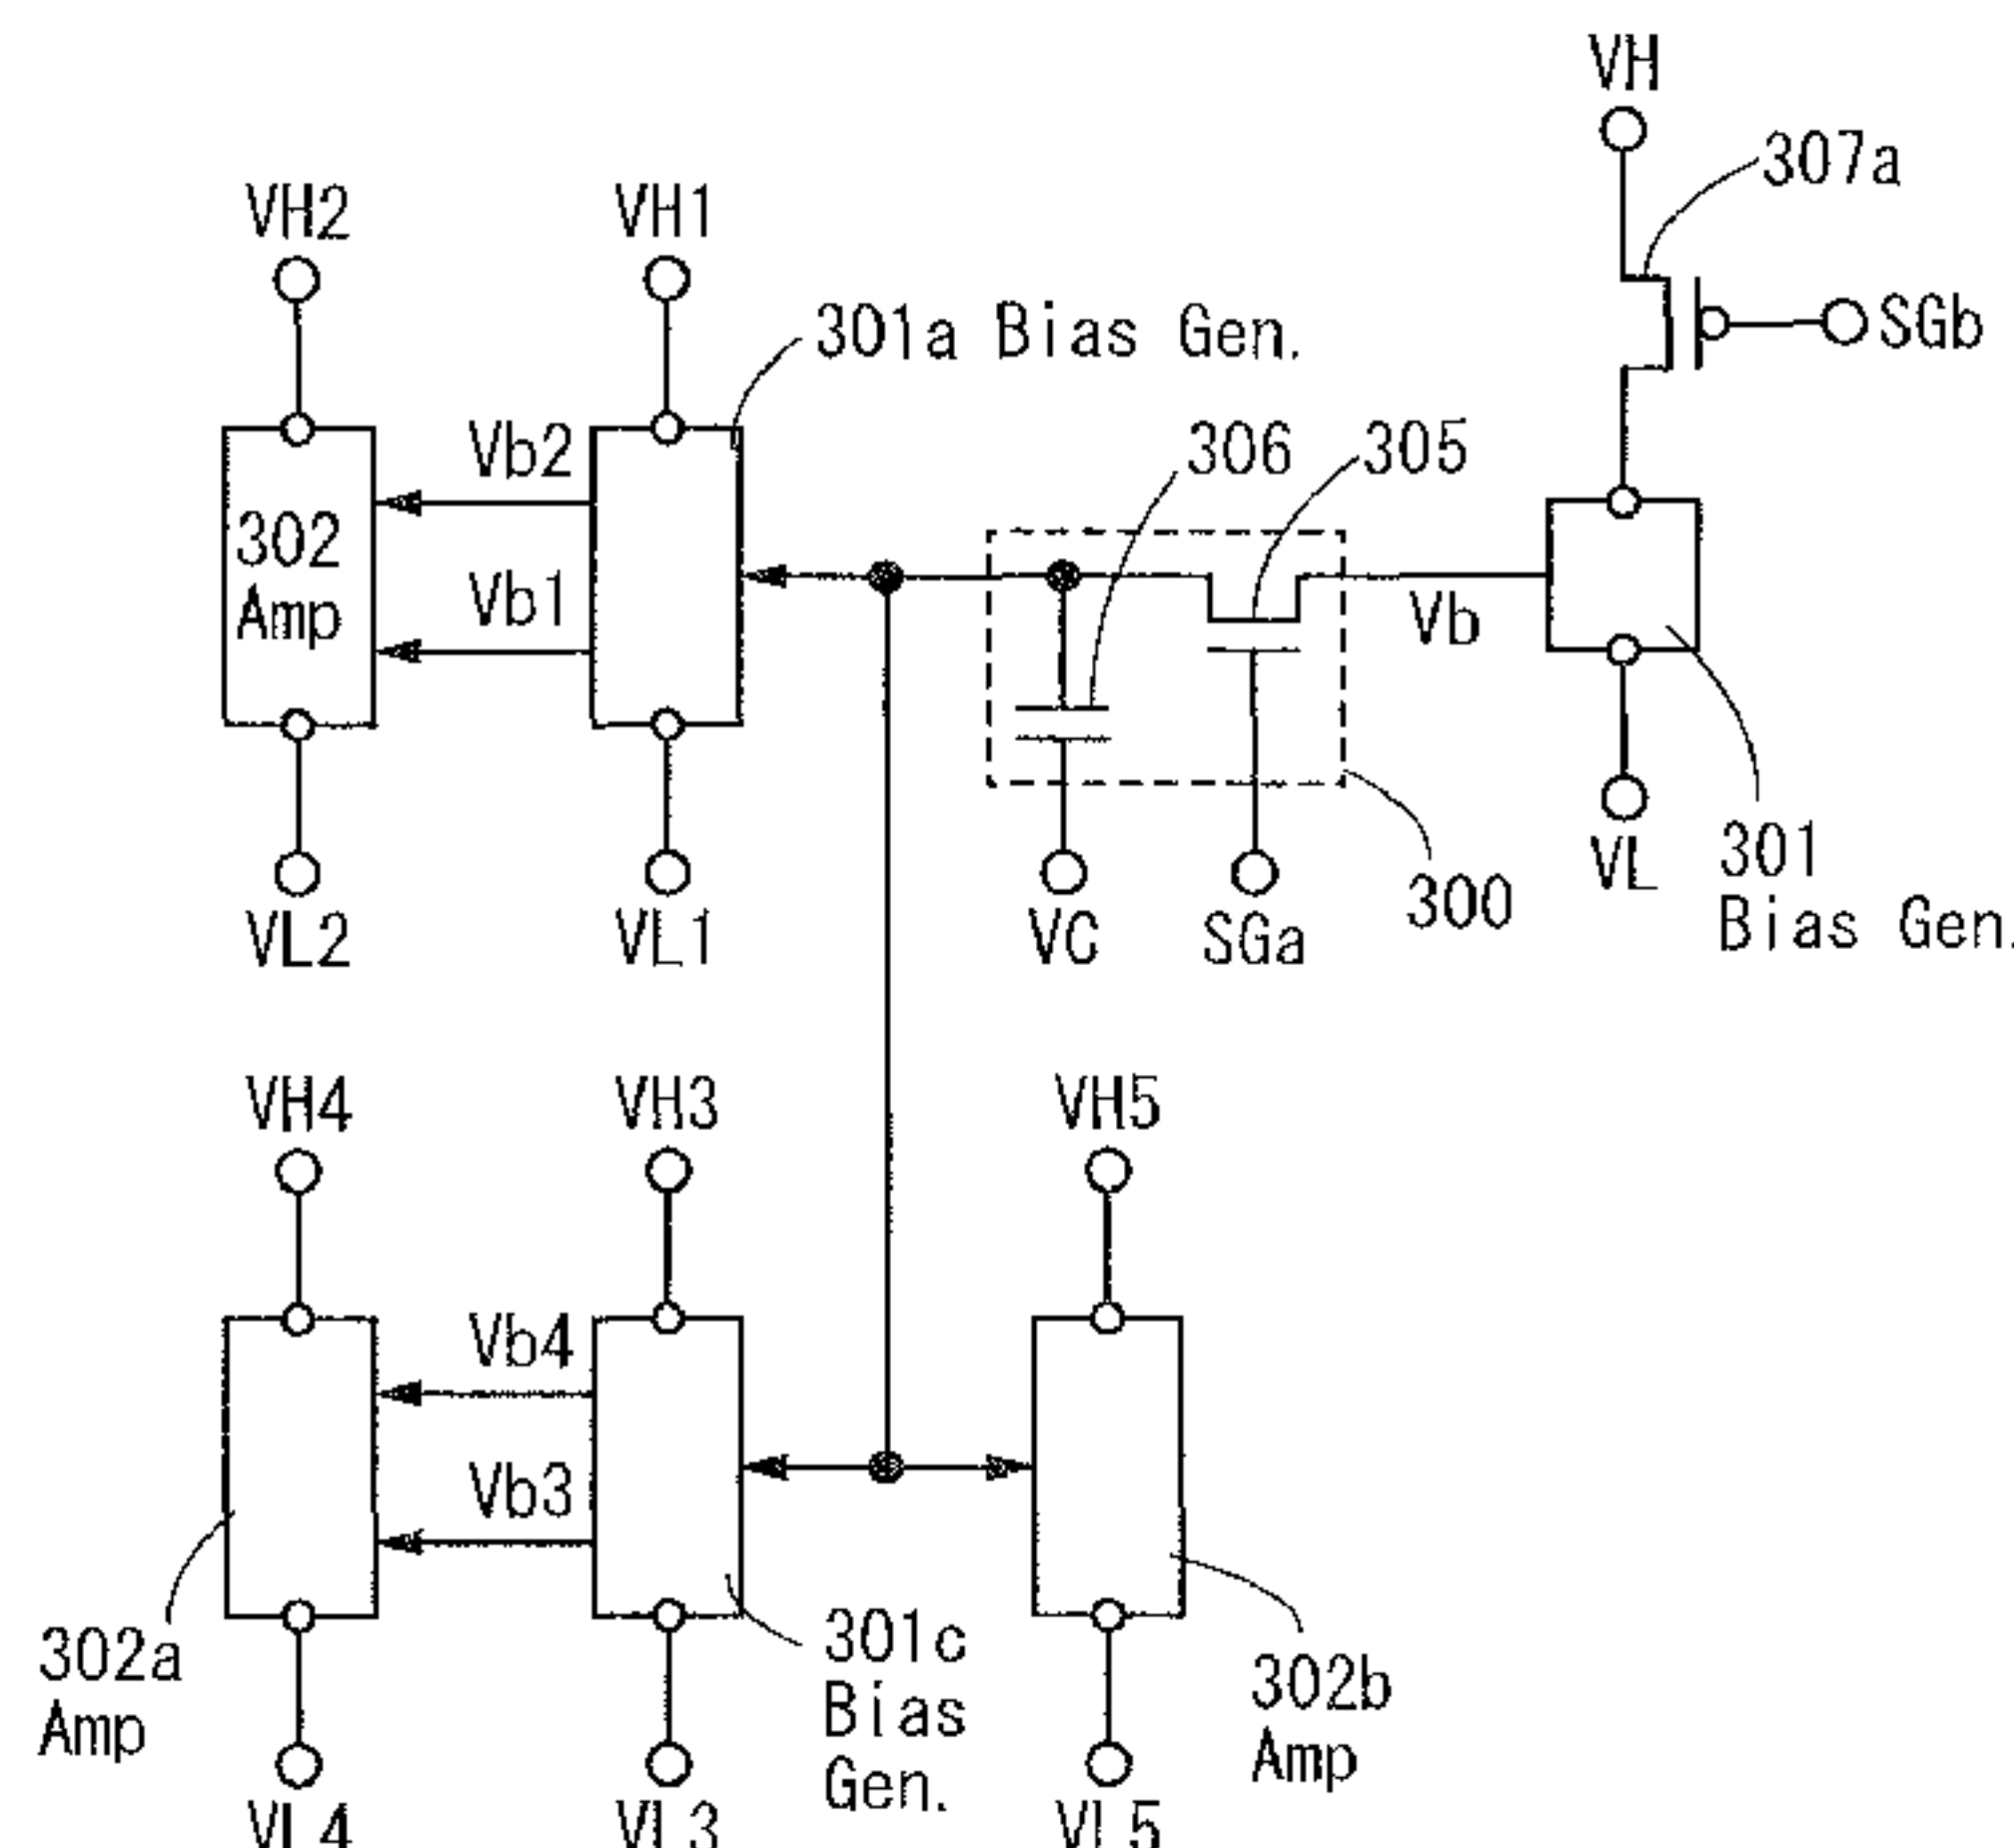 VH
307a
VH2
VH1
SGb
301a Bias Gen.
306
305
Vb2
302
Amp
Vb1
Vb
301
Bias Gen.
VL
300
VL2
VL1
VC
SGa
VH4
VH3
VH5
Vb4
Vb3
302a
Amp
301c
Bias
Gen.
302b
Amp
VL4
VL3
VL5